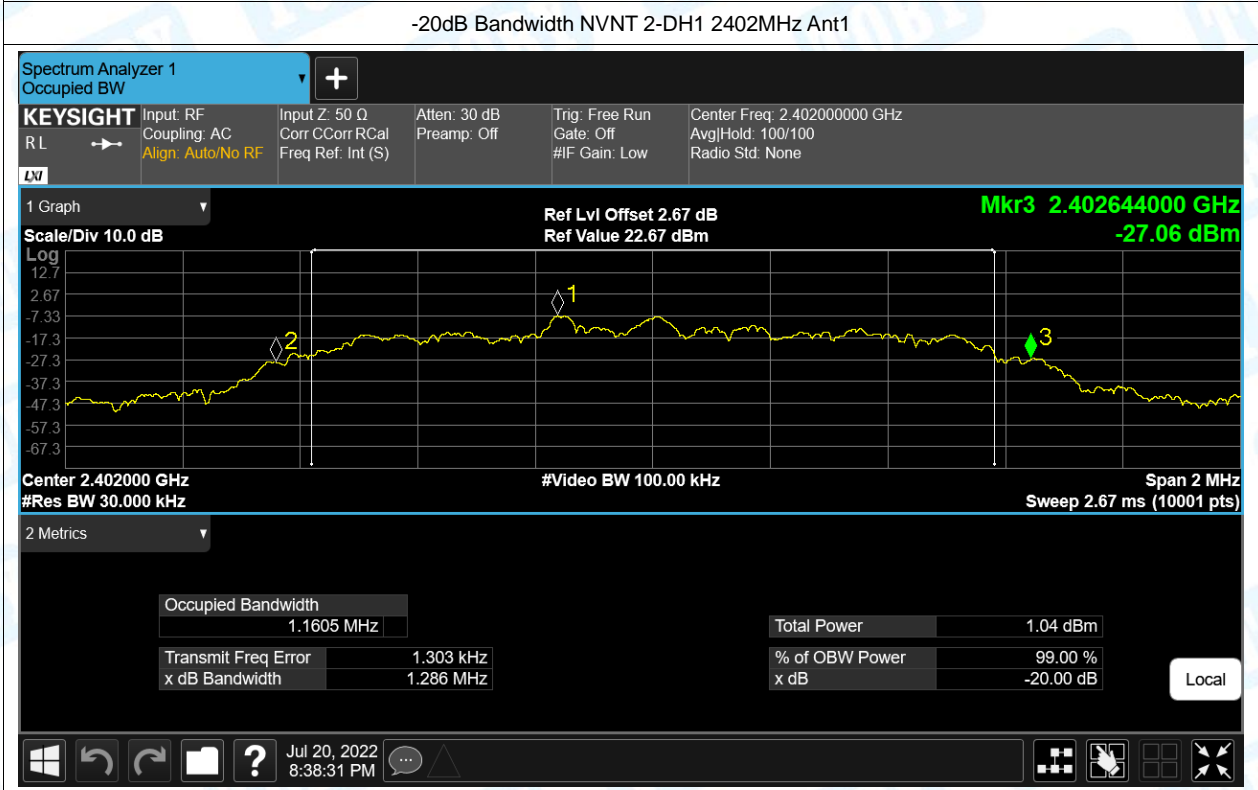 -20dB Bandwidth NVNT 2-DH1 2402MHz Ant1
Spectrum Analyzer 1
Occupied BW
KEYSIGHT
R L
LXI
Input: RF
Coupling: AC
Align: Auto/No RF
Input Z: 50 Ω
Corr CCorr RCal
Freq Ref: Int (S)
Atten: 30 dB
Preamp: Off
Trig: Free Run
Gate: Off
#IF Gain: Low
Center Freq: 2.402000000 GHz
Avg|Hold: 100/100
Radio Std: None
1 Graph
Scale/Div 10.0 dB
Ref Lvl Offset 2.67 dB
Ref Value 22.67 dBm
Mkr3 2.402644000 GHz
-27.06 dBm
Log
12.7
2.67
-7.33
-17.3
-27.3
-37.3
-47.3
-57.3
-67.3
1
2
3
Center 2.402000 GHz
#Res BW 30.000 kHz
#Video BW 100.00 kHz
Span 2 MHz
Sweep 2.67 ms (10001 pts)
2 Metrics
Occupied Bandwidth
1.1605 MHz
Transmit Freq Error 1.303 kHz
x dB Bandwidth 1.286 MHz
Total Power 1.04 dBm
% of OBW Power 99.00 %
x dB -20.00 dB
Local
?
Jul 20, 2022
8:38:31 PM